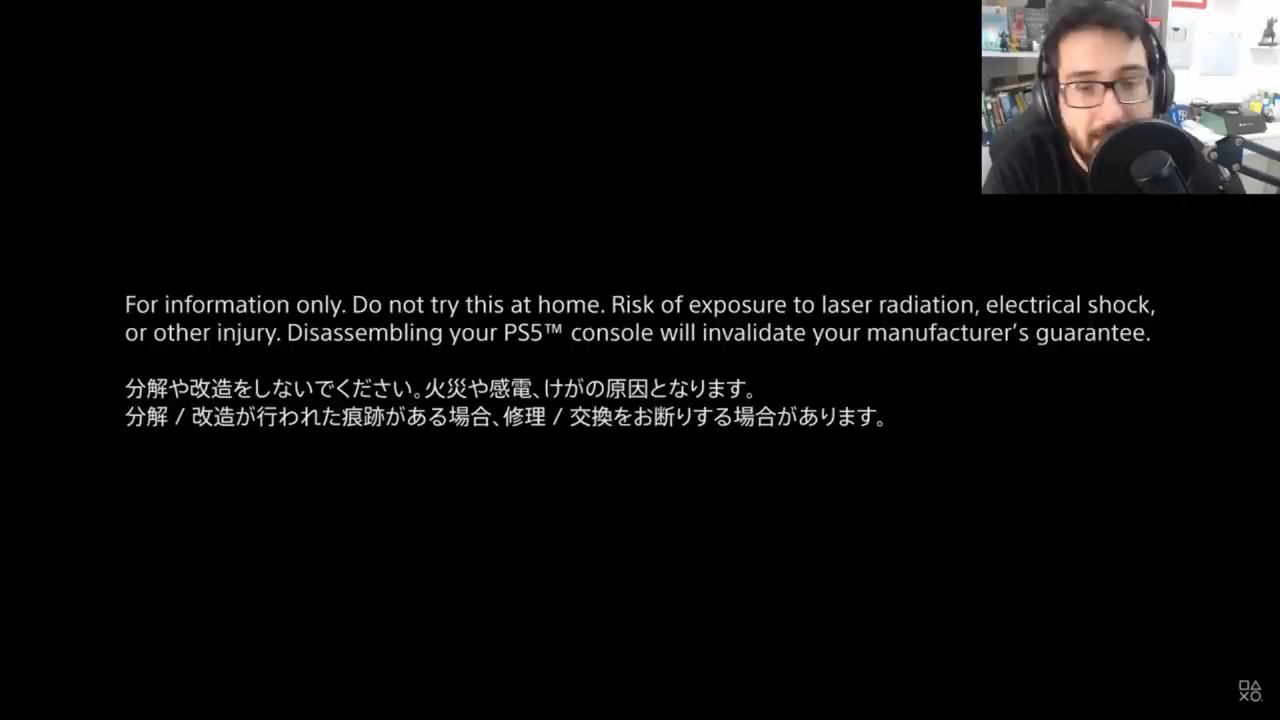 For information only. Do not try this at home. Risk of exposure to laser radiation, electrical shock,
or other injury. Disassembling your PS5™ console will invalidate your manufacturer’s guarantee.
分解や改造をしないでください。火災や感電、けがの原因となります。
分解 / 改造が行われた痕跡がある場合、修理 / 交換をお断りする場合があります。